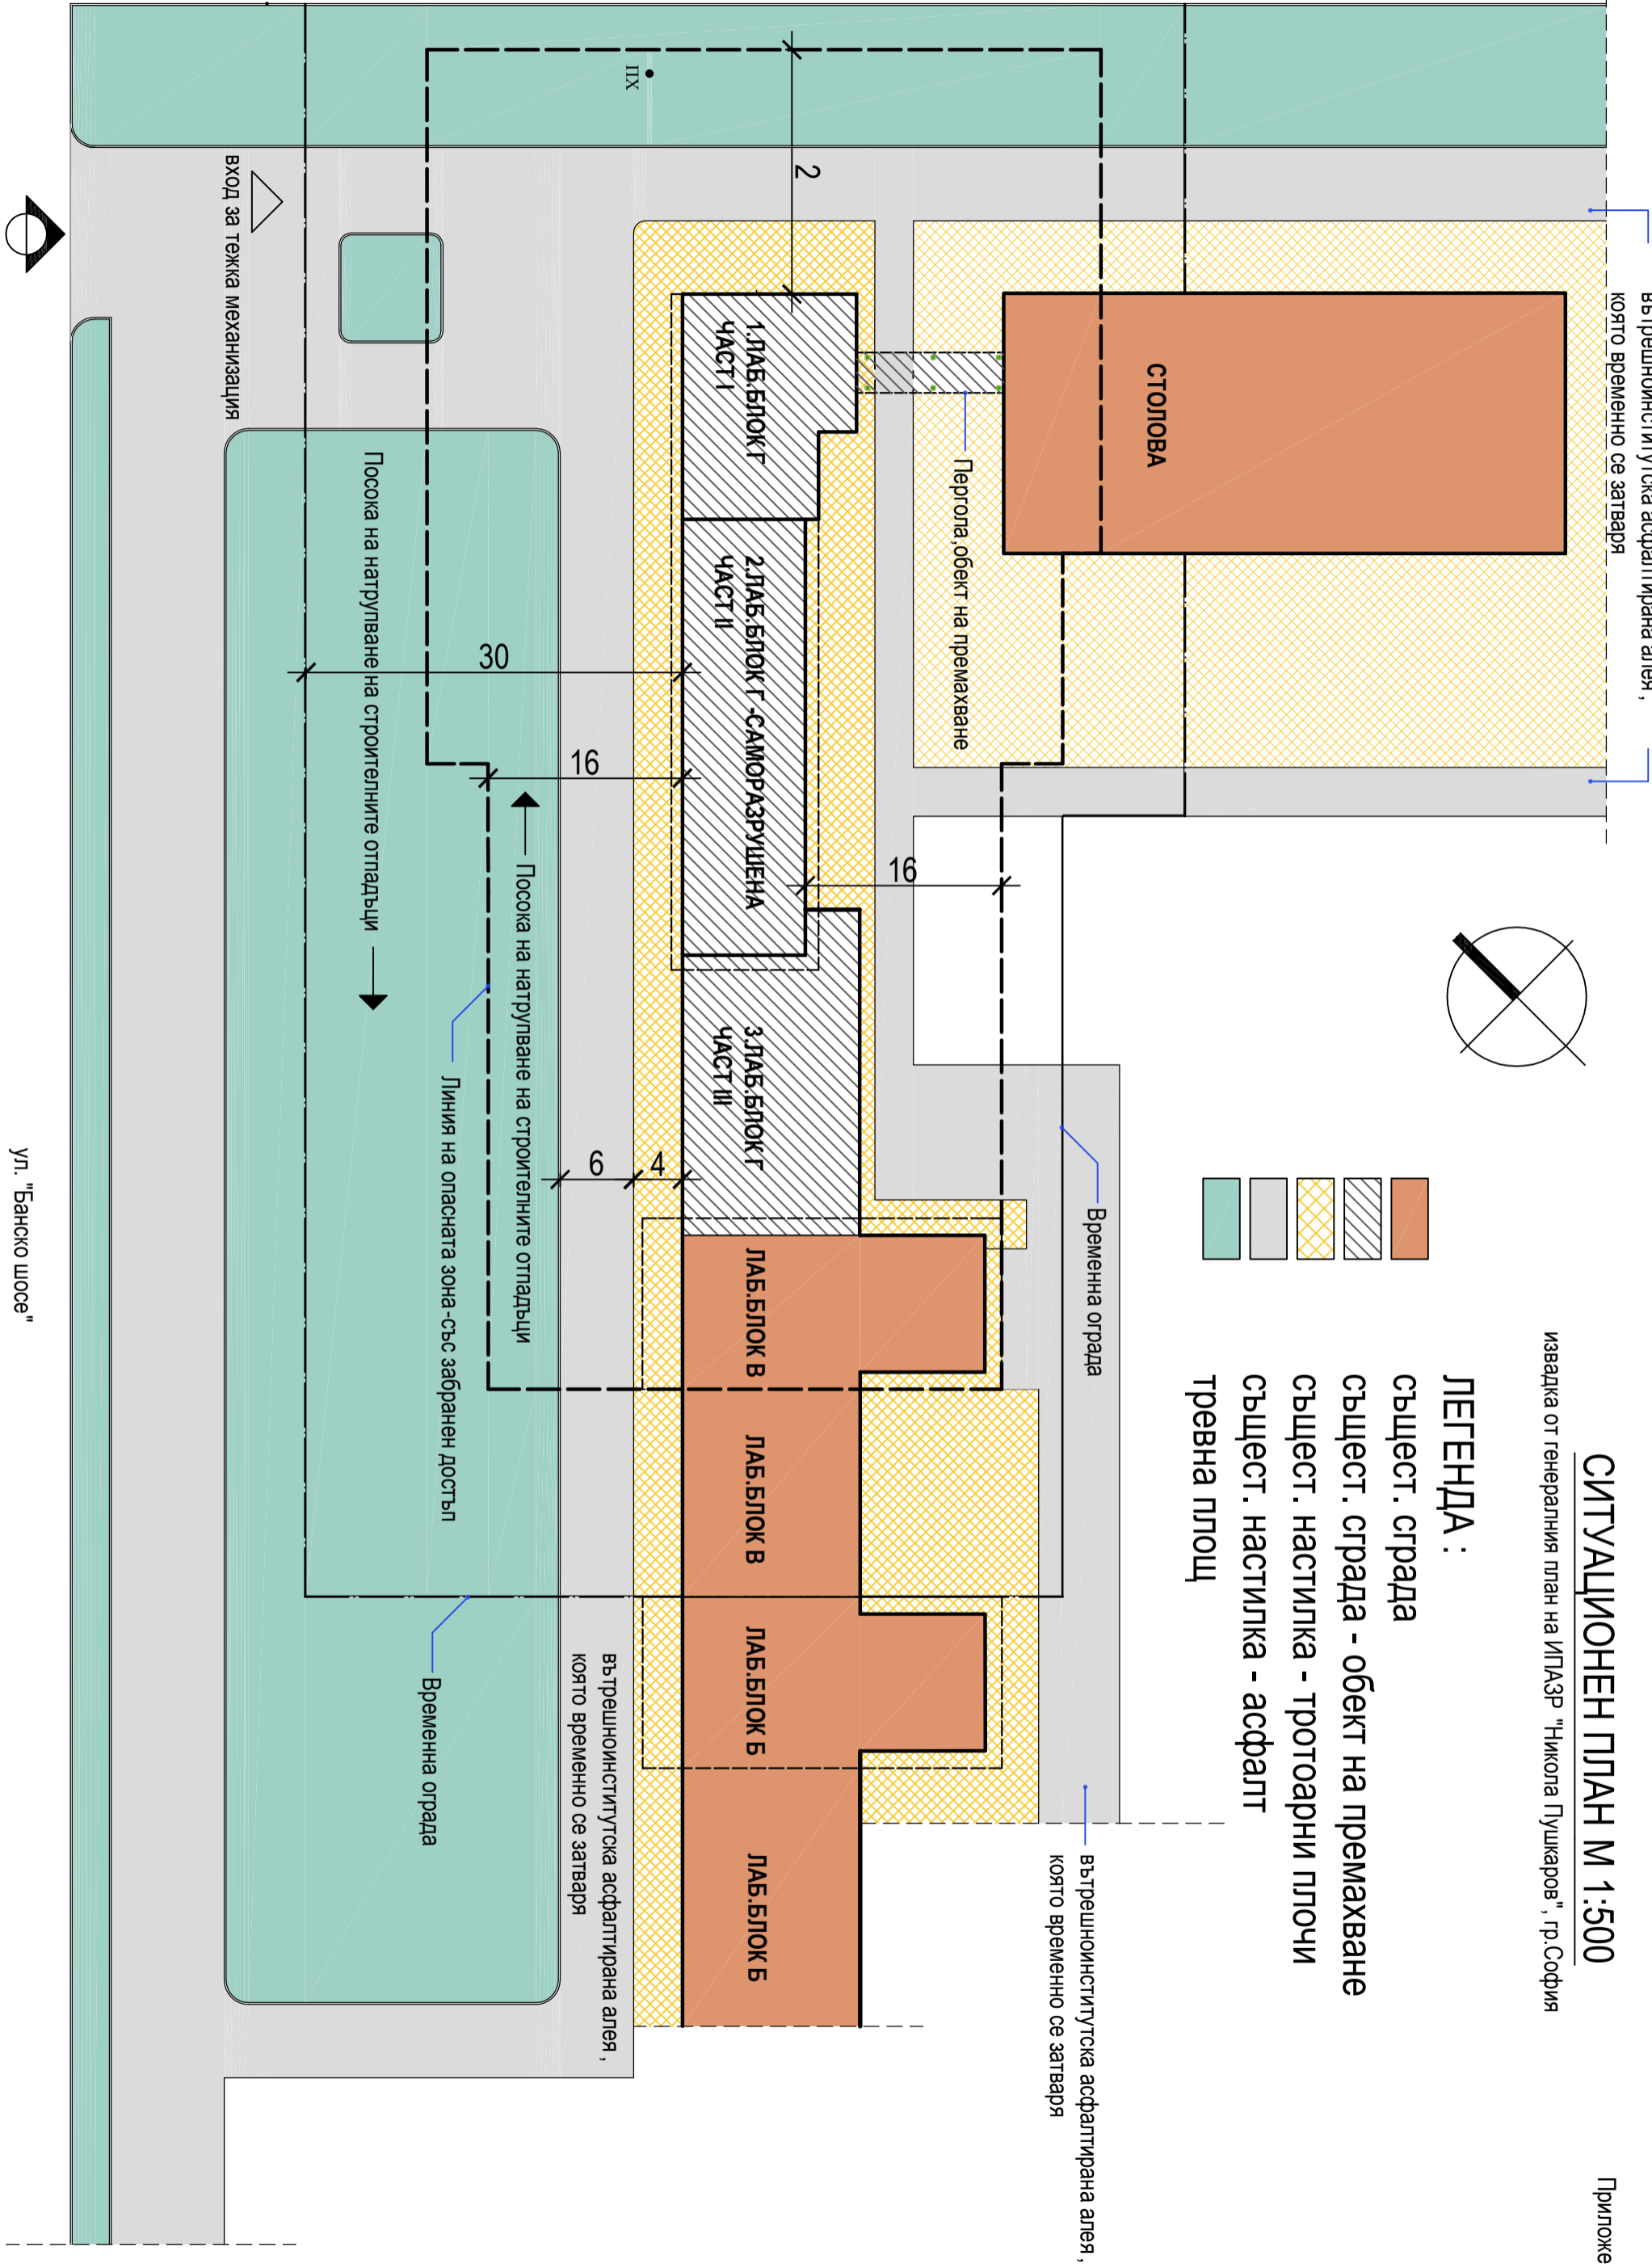 Приложе
СИТУАЦИОНЕН ПЛАН М 1:500
извадка от генералния план на ИПАЗР "Никола Пушкаров", гр.София
ЛЕГЕНДА :
същест. сграда
същест. сграда - обект на премахване
същест. настилка - тротоарни плочи
същест. настилка - асфалт
тревна площ
вътрешноинститутска асфалтирана алея ,
която временно се затваря
СТОЛОВА
Пергола,обект на премахване
Временна ограда
вътрешноинститутска асфалтирана алея ,
която временно се затваря
2
16
1.ЛАБ.БЛОК Г
ЧАСТ I
2.ЛАБ.БЛОК Г -САМОРАЗРУШЕНА
ЧАСТ II
3.ЛАБ.БЛОК Г
ЧАСТ III
ЛАБ.БЛОК В
ЛАБ.БЛОК В
ЛАБ.БЛОК Б
ЛАБ.БЛОК Б
ПХ
4
6
16
30
вътрешноинститутска асфалтирана алея ,
която временно се затваря
Посока на натрупване на строителните отпадъци
Линия на опасната зона-със забранен достъп
Временна ограда
Посока на натрупване на строителните отпадъци
вход за тежка механизация
ул. "Банско шосе"